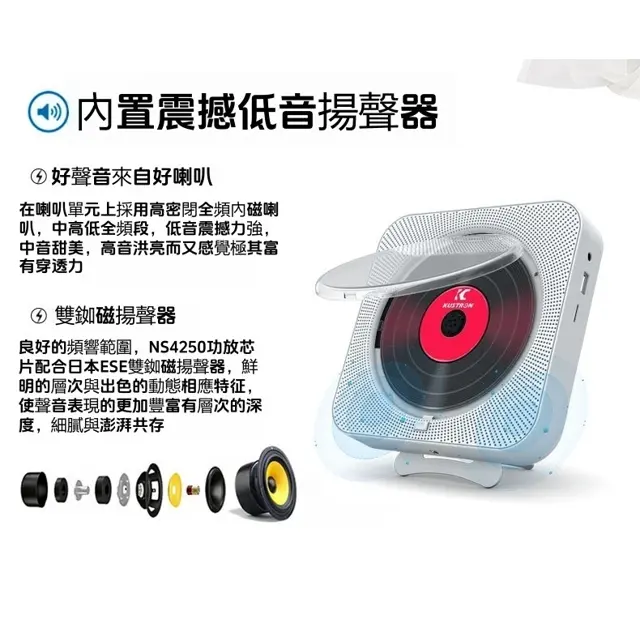 內置震撼低音揚聲器
好聲音來自好喇叭
在喇叭單元上採用高密閉全頻內磁喇
叭，中高低全頻段，低音震撼力強，
中音甜美，高音洪亮而又感覺極其富
有穿透力
雙鉫磁揚聲器
良好的頻響範圍，NS4250功放芯
片配合日本ESE雙鉫磁揚聲器，鮮
明的層次與出色的動態相應特征，
使聲音表現的更加豐富有層次的深
度，細膩與澎湃共存
KC
KUSTRON